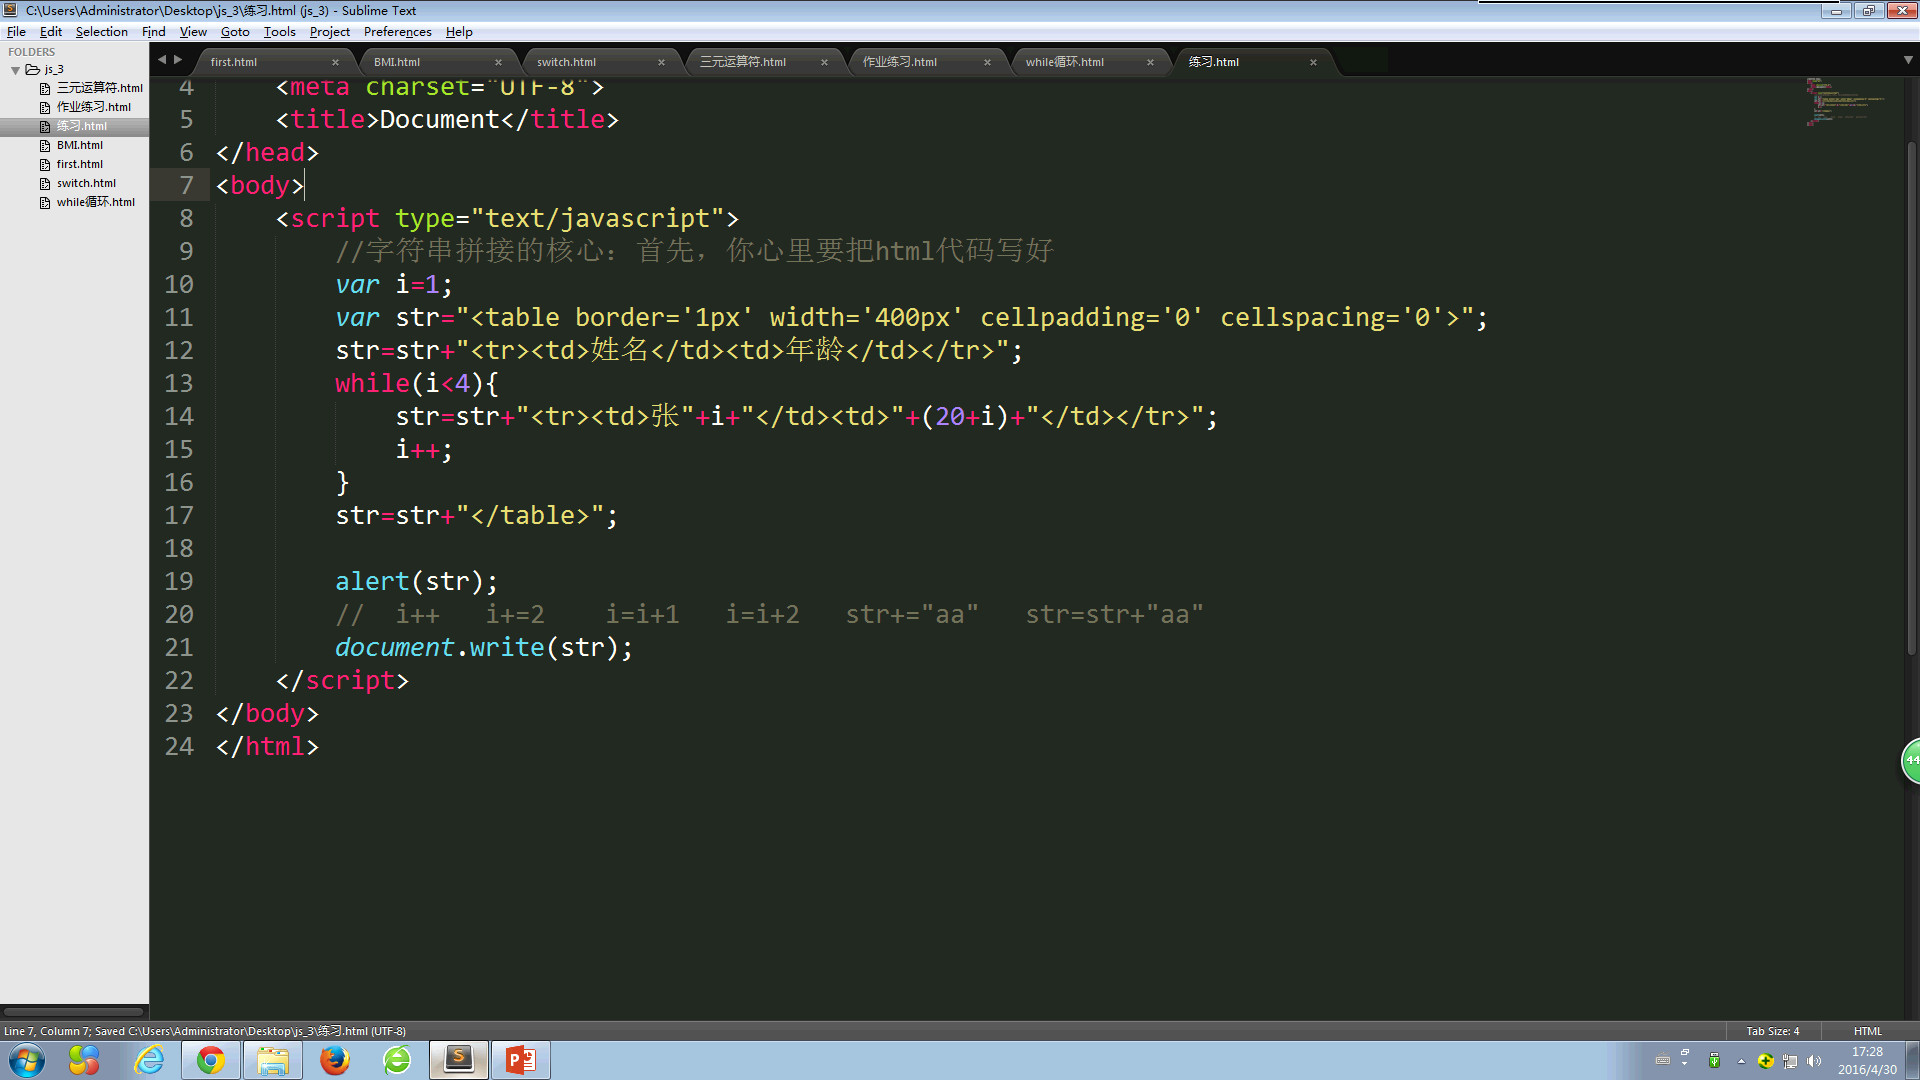 C:\Users\Administrator\Desktop\js_3\练习.html (js_3) - Sublime Text
File Edit Selection Find View Goto Tools Project Preferences Help
FOLDERS
js_3
三元运算符.html
作业练习.html
练习.html
BMI.html
first.html
switch.html
while循环.html
first.html × BMI.html × switch.html × 三元运算符.html × 作业练习.html × while循环.html × 练习.html ×
4 <meta charset="UTF-8">
5 <title>Document</title>
6 </head>
7 <body>
8 <script type="text/javascript">
9 //字符串拼接的核心：首先，你心里要把html代码写好
10 var i=1;
11 var str="<table border='1px' width='400px' cellpadding='0' cellspacing='0'>";
12 str=str+"<tr><td>姓名</td><td>年龄</td></tr>";
13 while(i<4){
14 str=str+"<tr><td>张"+i+"</td><td>"+(20+i)+"</td></tr>";
15 i++;
16 }
17 str=str+"</table>";
18
19 alert(str);
20 // i++ i+=2 i=i+1 i=i+2 str+="aa" str=str+"aa"
21 document.write(str);
22 </script>
23 </body>
24 </html>
44
Line 7, Column 7; Saved C:\Users\Administrator\Desktop\js_3\练习.html (UTF-8)
Tab Size: 4 HTML
17:28
2016/4/30